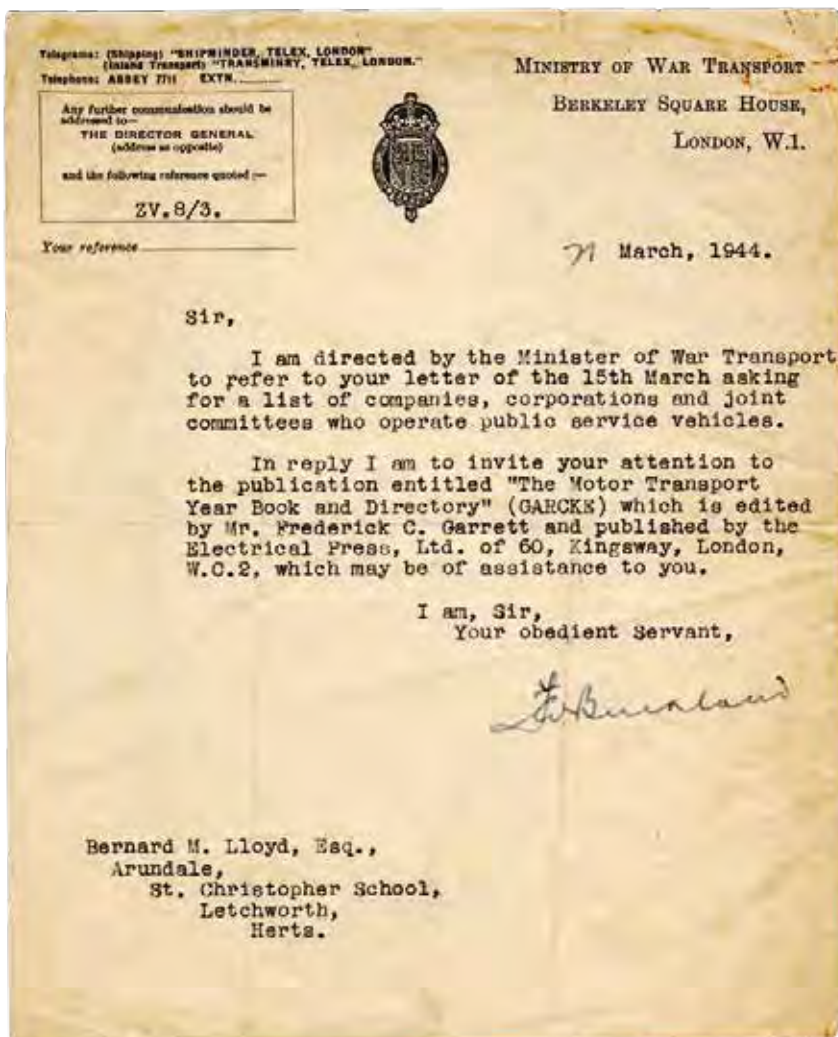 Telegrams: (Shipping) "SHIPMINDER, TELEX, LONDON"
(Inland Transport) "TRANSMINRY, TELEX, LONDON."
Telephone: ABBEY 7711 EXTN.
Any further communication should be
addressed to—
THE DIRECTOR GENERAL
(address as opposite)
and the following reference quoted :—
ZV.8/3.
Your reference
MINISTRY OF WAR TRANSPORT
BERKELEY SQUARE HOUSE,
LONDON, W.1.
March, 1944.
Sir,
I am directed by the Minister of War Transport
to refer to your letter of the 15th March asking
for a list of companies, corporations and joint
committees who operate public service vehicles.
In reply I am to invite your attention to
the publication entitled "The Motor Transport
Year Book and Directory" (GARCKE) which is edited
by Mr. Frederick C. Garrett and published by the
Electrical Press, Ltd. of 60, Kingsway, London,
W.C.2, which may be of assistance to you.
I am, Sir,
Your obedient Servant,
Bernard M. Lloyd, Esq.,
Arundale,
St. Christopher School,
Letchworth,
Herts.